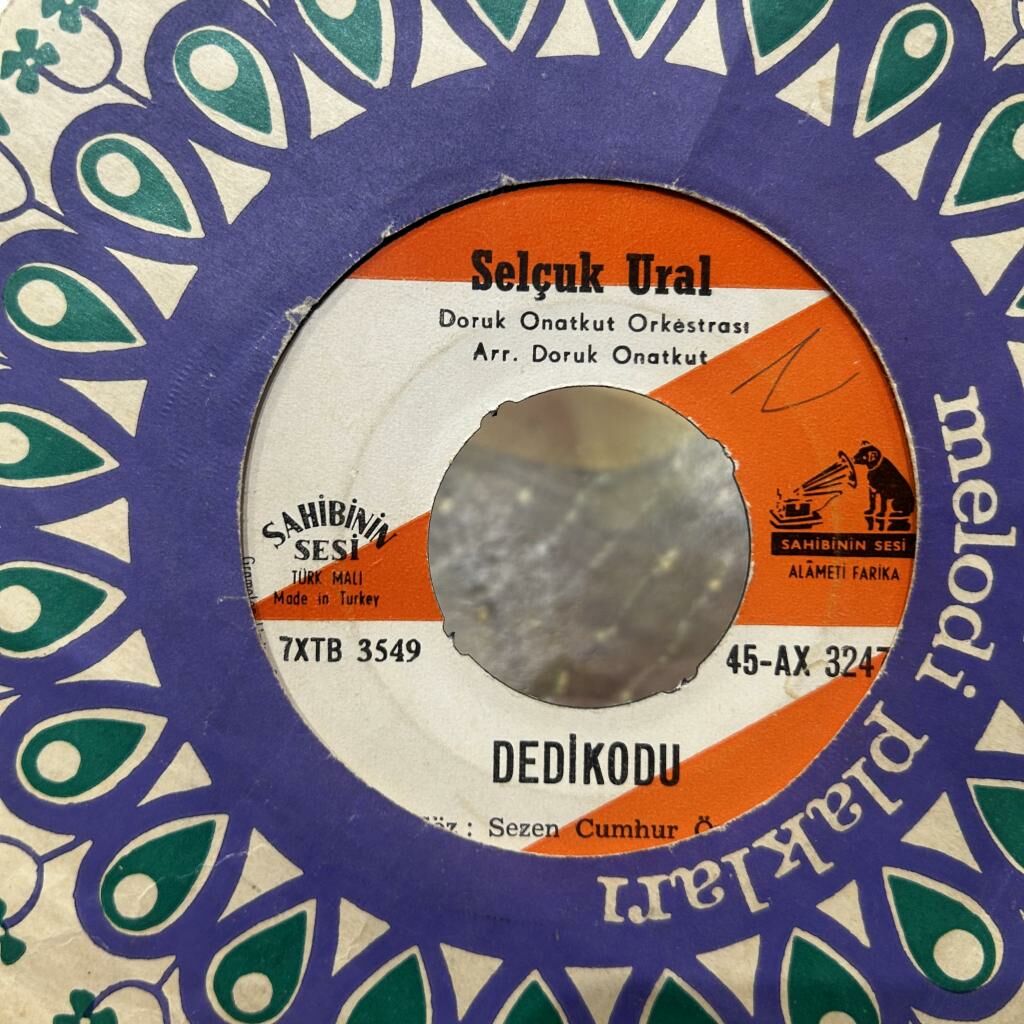 Selçuk Ural
Doruk Onatkut Orkestrası
Arr. Doruk Onatkut
SAHİBİNİN
SESİ
TÜRK MALI
Made in Turkey
SAHİBİNİN SESİ
ALÂMETİ FARİKA
7XTB 3549
45-AX 3247
DEDİKODU
: Sezen Cumhur
melodi plakları